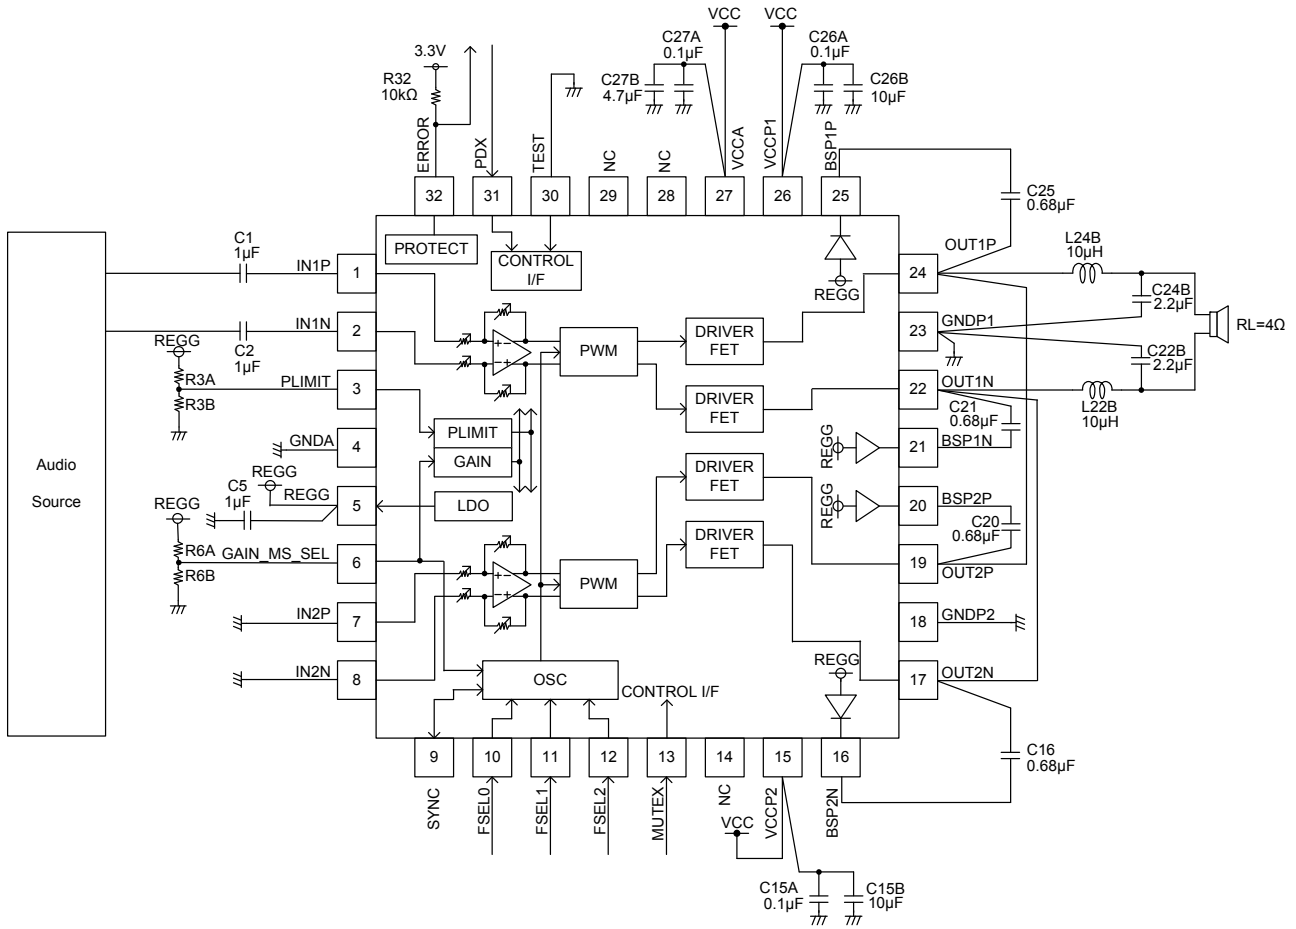 VCC
VCC
C27A
0.1µF
C26A
0.1µF
3.3V
R32
10kΩ
C27B
4.7µF
C26B
10µF
ERROR
PDX
TEST
NC
NC
VCCA
VCCP1
BSP1P
32
31
30
29
28
27
26
25
C25
0.68µF
PROTECT
CONTROL
I/F
REGG
Audio
Source
C1
1µF
IN1P
1
IN1N
2
C2
1µF
REGG
R3A
R3B
PLIMIT
3
GNDA
4
REGG
C5
1µF
REGG
5
REGG
R6A
R6B
GAIN_MS_SEL
6
IN2P
7
IN2N
8
PWM
DRIVER
FET
DRIVER
FET
PLIMIT
GAIN
LDO
DRIVER
FET
DRIVER
FET
PWM
OSC
CONTROL I/F
REGG
REGG
REGG
24
OUT1P
L24B
10µH
C24B
2.2µF
23
GNDP1
RL=4Ω
C22B
2.2µF
22
OUT1N
L22B
10µH
C21
0.68µF
21
BSP1N
20
BSP2P
C20
0.68µF
19
OUT2P
18
GNDP2
17
OUT2N
C16
0.68µF
9
10
11
12
13
14
15
16
SYNC
FSEL0
FSEL1
FSEL2
MUTEX
NC
VCCP2
BSP2N
VCC
C15A
0.1µF
C15B
10µF